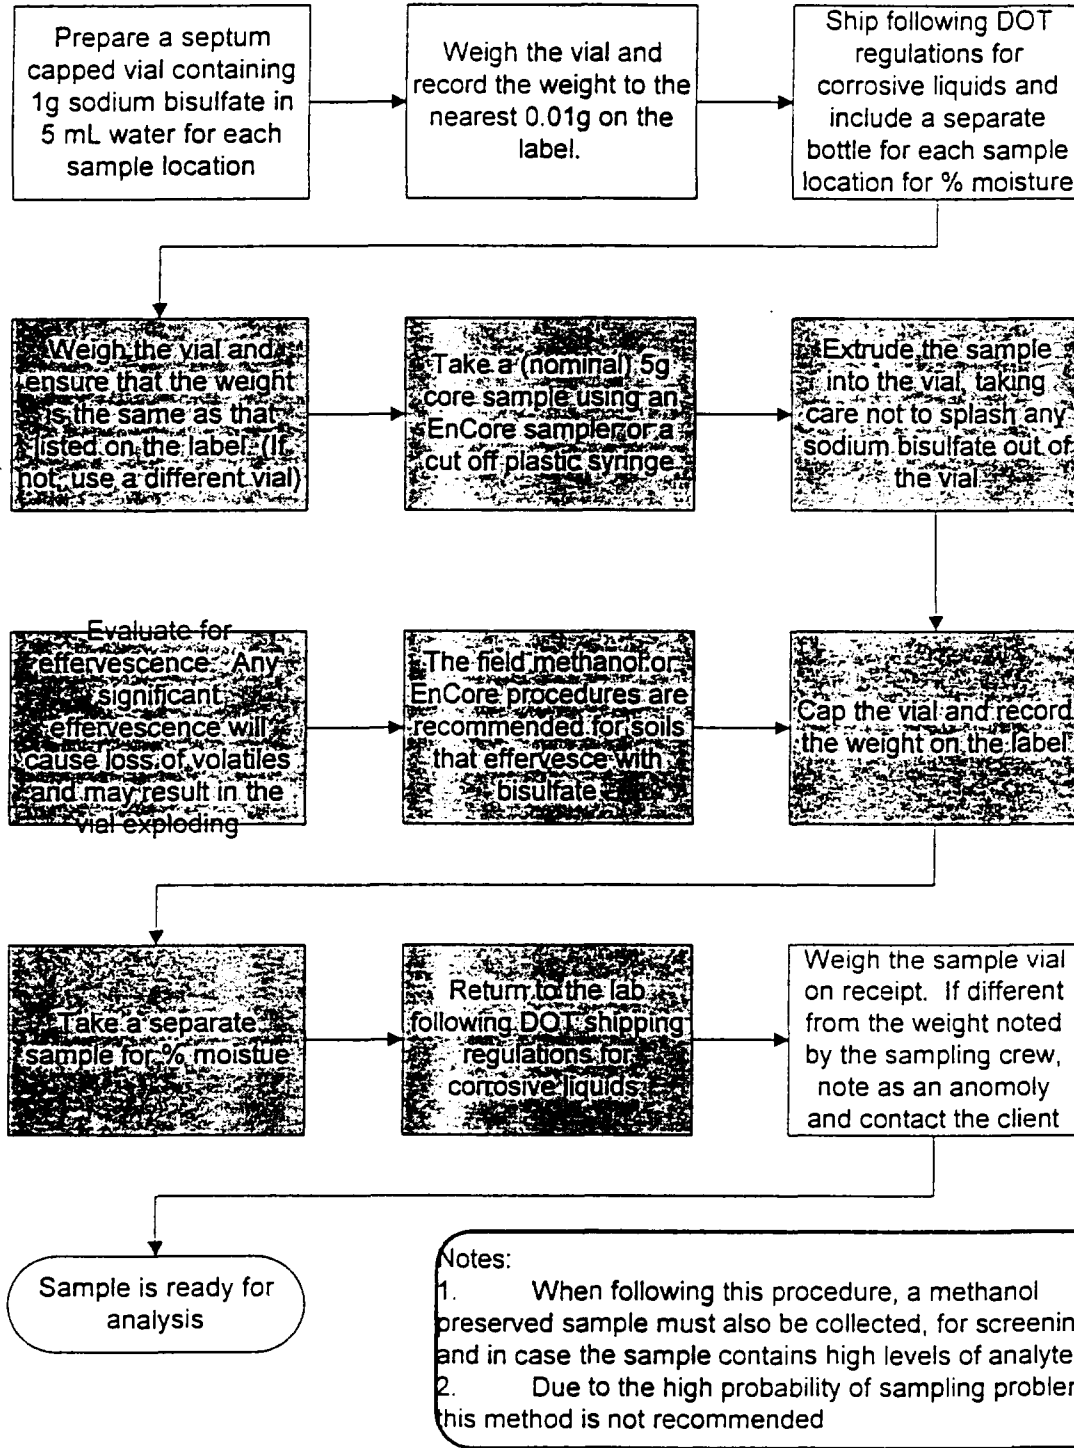 Prepare a septum
capped vial containing
1g sodium bisulfate in
5 mL water for each
sample location
Weigh the vial and
record the weight to the
nearest 0.01g on the
label.
Ship following DOT
regulations for
corrosive liquids and
include a separate
bottle for each sample
location for % moisture
Weigh the vial and
ensure that the weight
is the same as that
listed on the label. (If
not, use a different vial)
Take a (nominal) 5g
core sample using an
EnCore sampler or a
cut off plastic syringe
Extrude the sample
into the vial, taking
care not to splash any
sodium bisulfate out of
the vial
Evaluate for
effervescence. Any
significant
effervescence will
cause loss of volatiles
and may result in the
vial exploding
The field methanol or
EnCore procedures are
recommended for soils
that effervesce with
bisulfate
Cap the vial and record
the weight on the label
Take a separate
sample for % moistue
Return to the lab
following DOT shipping
regulations for
corrosive liquids
Weigh the sample vial
on receipt. If different
from the weight noted
by the sampling crew,
note as an anomoly
and contact the client
Sample is ready for
analysis
Notes:
1. When following this procedure, a methanol
preserved sample must also be collected, for screenin
and in case the sample contains high levels of analyte
2. Due to the high probability of sampling problem
this method is not recommended